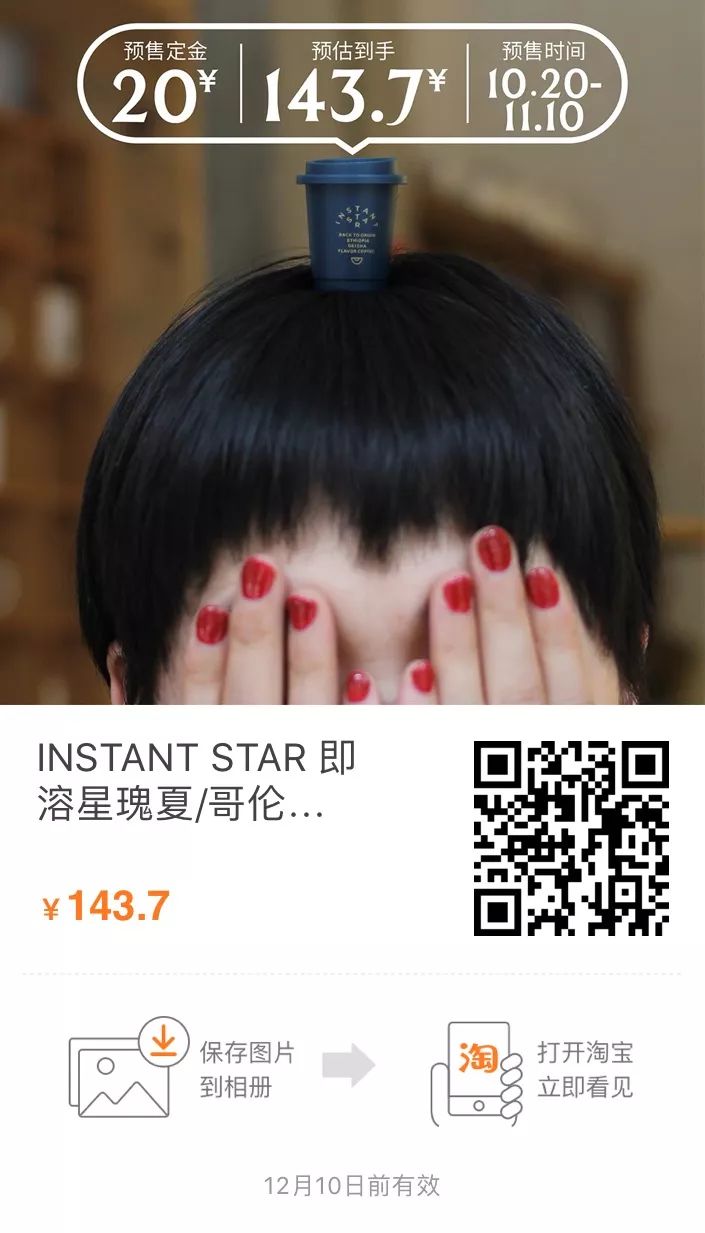 预售定金
20¥
预估到手
143.7¥
预售时间
10.20-
11.10
INSTANT
STAR
BACK TO ORIGIN
ETHIOPIA
GEISHA
FLAVOR COFFEE
INSTANT STAR 即
溶星瑰夏/哥伦...
¥143.7
保存图片
到相册
淘
打开淘宝
立即看见
12月10日前有效